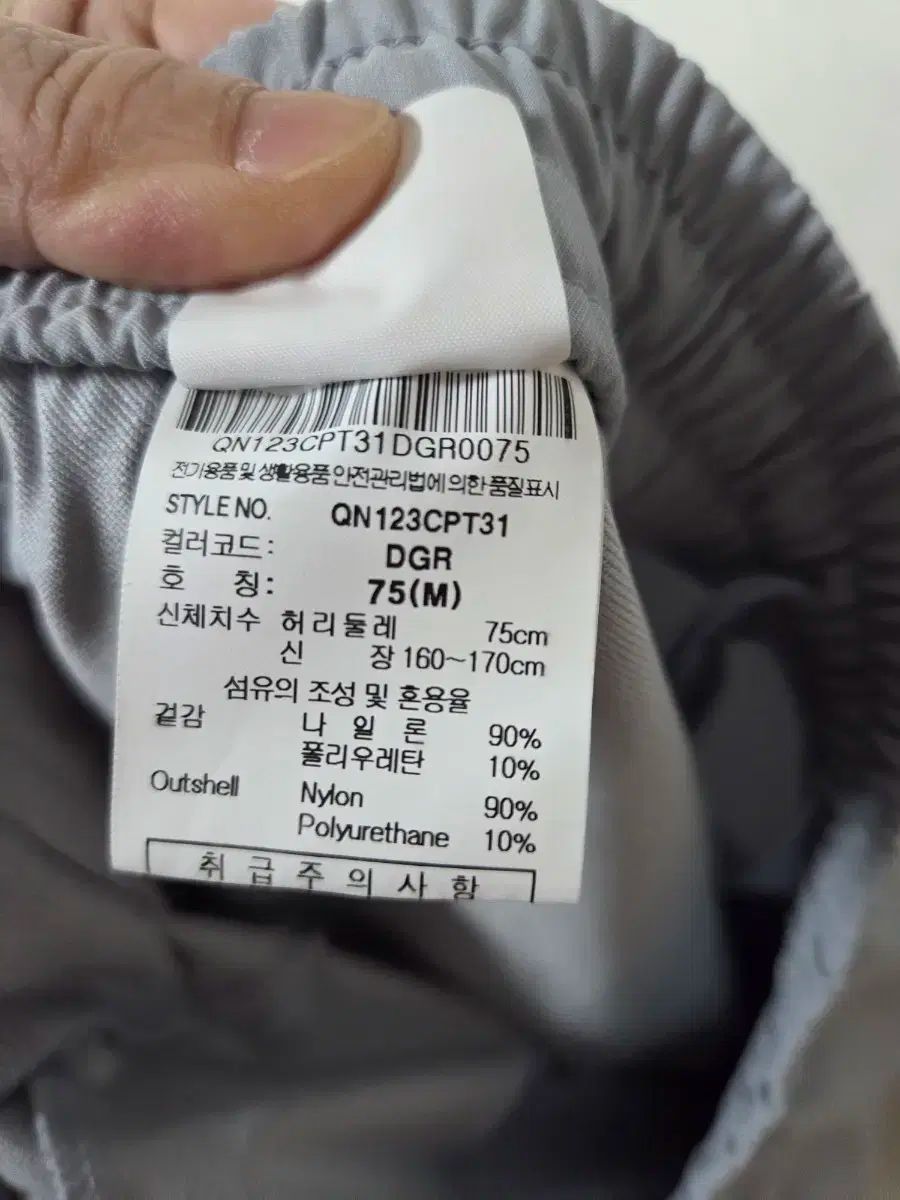 QN123CPT31DGR0075
전기용품및 생활용품 안전관리법에 의한 품질표시
STYLE NO. QN123CPT31
컬러코드: DGR
호 칭: 75(M)
신체치수 허리둘레 75cm
신 장 160~170cm
섬유의 조성 및 혼용율
겉감 나 일 론 90%
폴리우레탄 10%
Outshell Nylon 90%
Polyurethane 10%
취 급 주 의 사 항